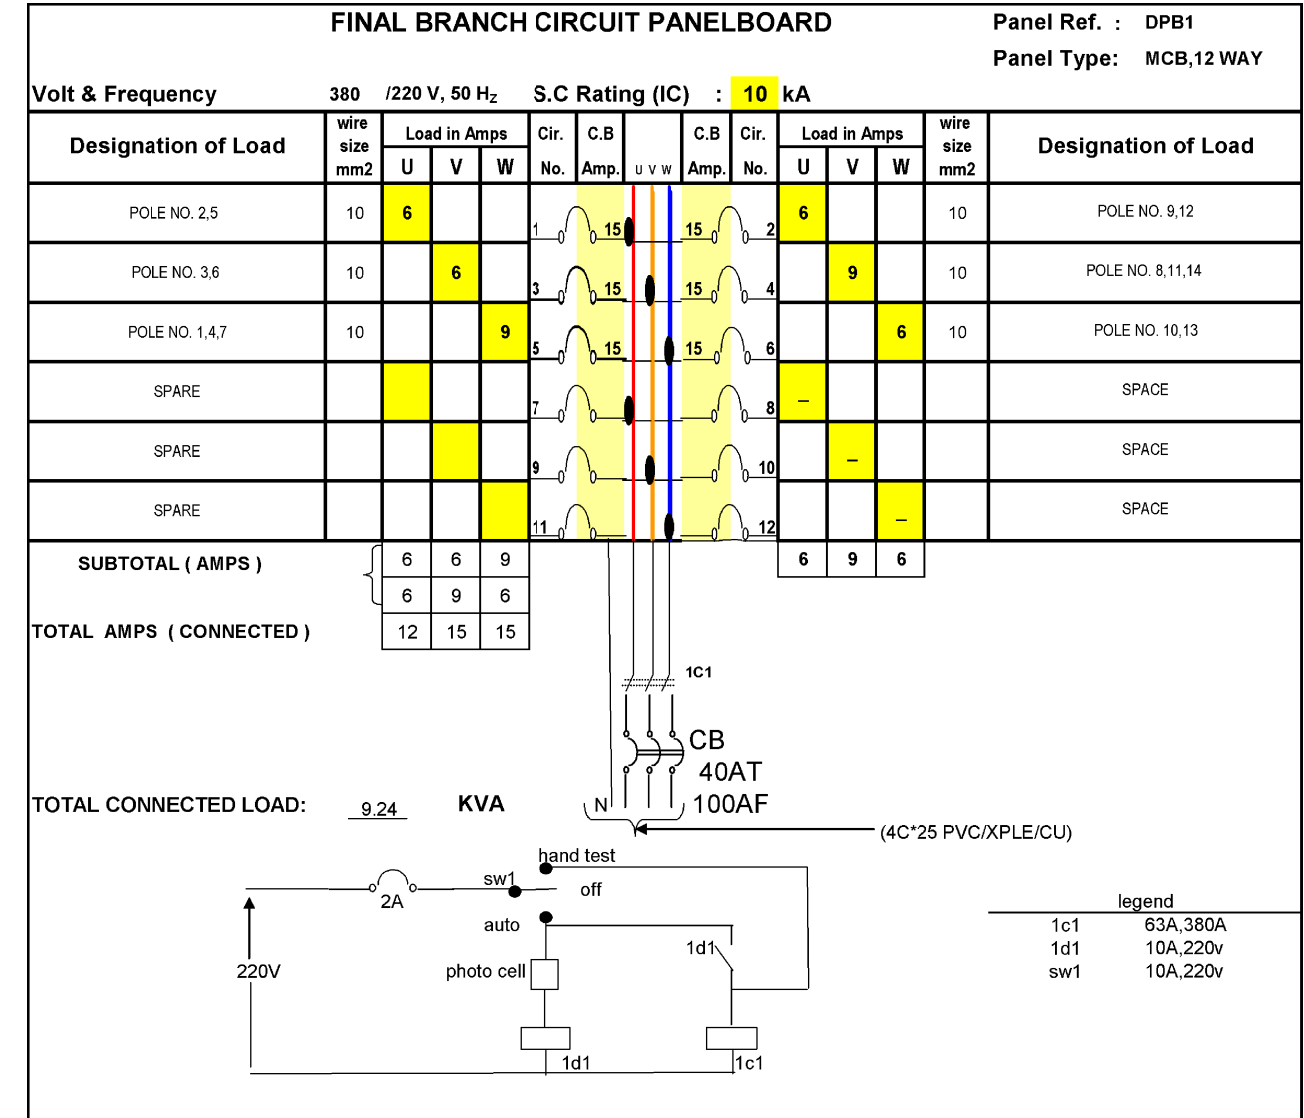 FINAL BRANCH CIRCUIT PANELBOARD
Panel Ref. : DPB1
Panel Type: MCB,12 WAY
Volt & Frequency 380 /220 V, 50 HZ S.C Rating (IC) : 10 kA
Designation of Load wire size mm2 Load in Amps Cir. No. C.B Amp. C.B Amp. Cir. No. Load in Amps wire size mm2 Designation of Load
U V W U V W U V W
POLE NO. 2,5 10 6 1 15 15 2 6 10 POLE NO. 9,12
POLE NO. 3,6 10 6 3 15 15 4 9 10 POLE NO. 8,11,14
POLE NO. 1,4,7 10 9 5 15 15 6 6 10 POLE NO. 10,13
SPARE 7 8 – SPACE
SPARE 9 10 – SPACE
SPARE 11 12 – SPACE
SUBTOTAL ( AMPS ) 6 6 9 6 9 6
6 9 6
TOTAL AMPS ( CONNECTED ) 12 15 15
1C1
CB
40AT
100AF
TOTAL CONNECTED LOAD: 9.24 KVA
N
(4C*25 PVC/XPLE/CU)
hand test
sw1
off
2A
auto
1d1
photo cell
220V
1d1
1c1
legend
1c1 63A,380A
1d1 10A,220v
sw1 10A,220v